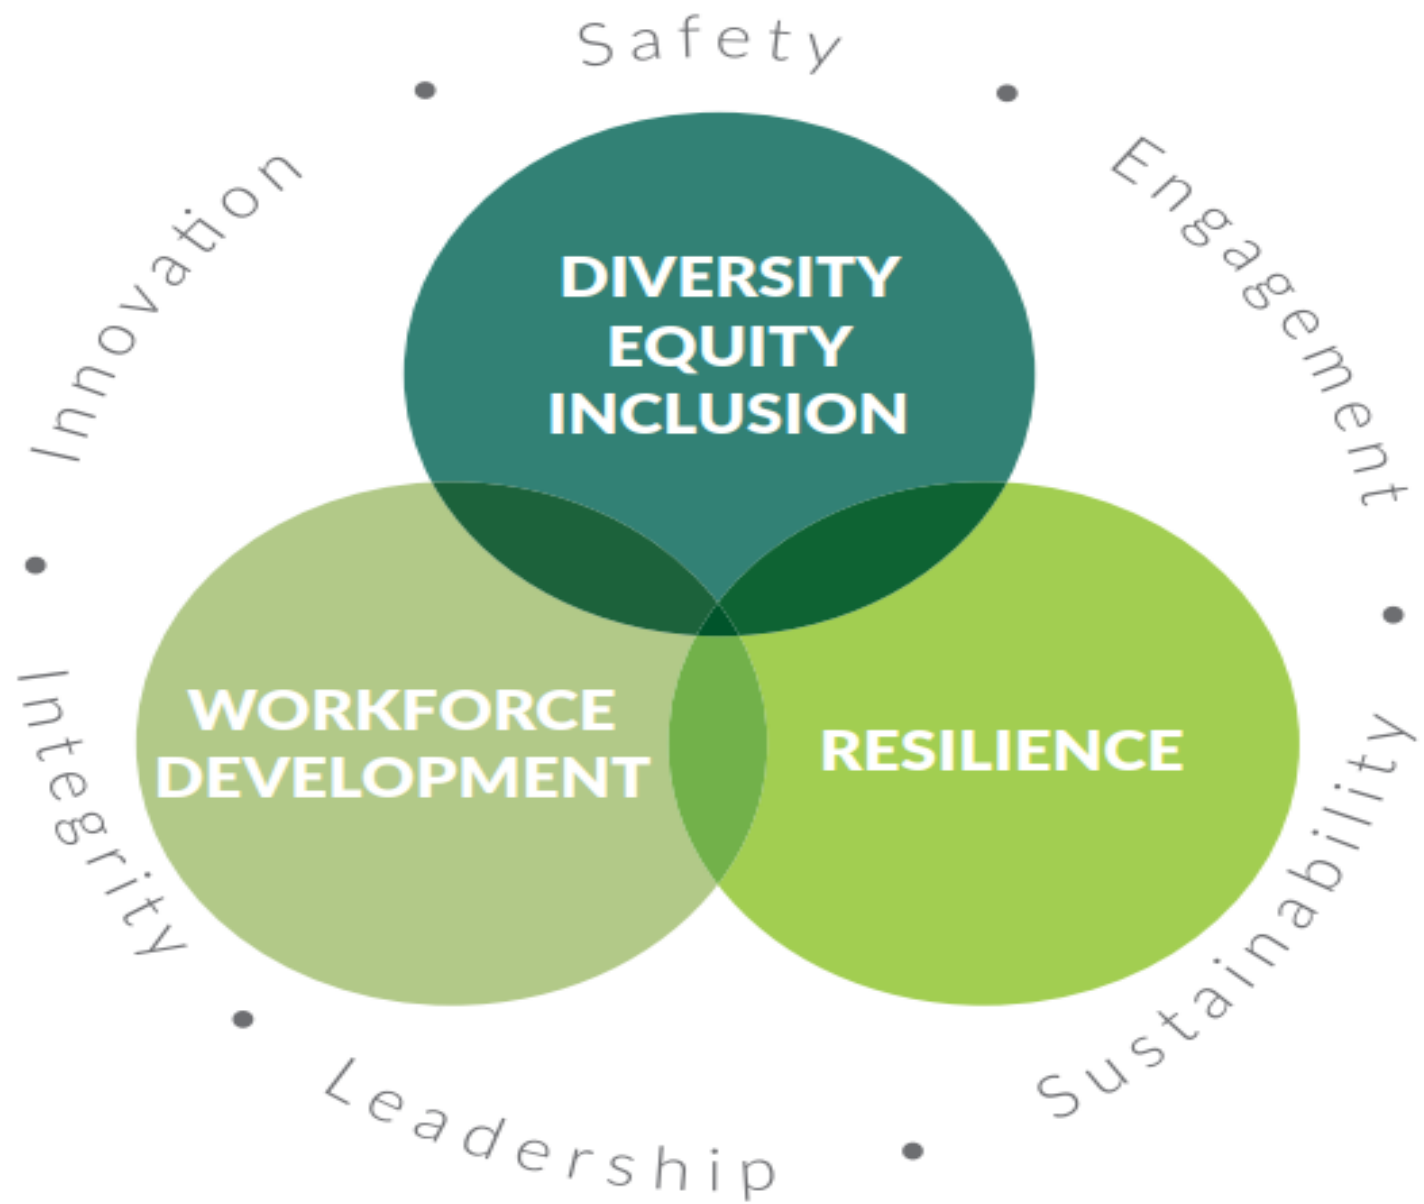 Safety
Engagement
Sustainability
Leadership
Integrity
Innovation
DIVERSITY
EQUITY
INCLUSION
WORKFORCE
DEVELOPMENT
RESILIENCE